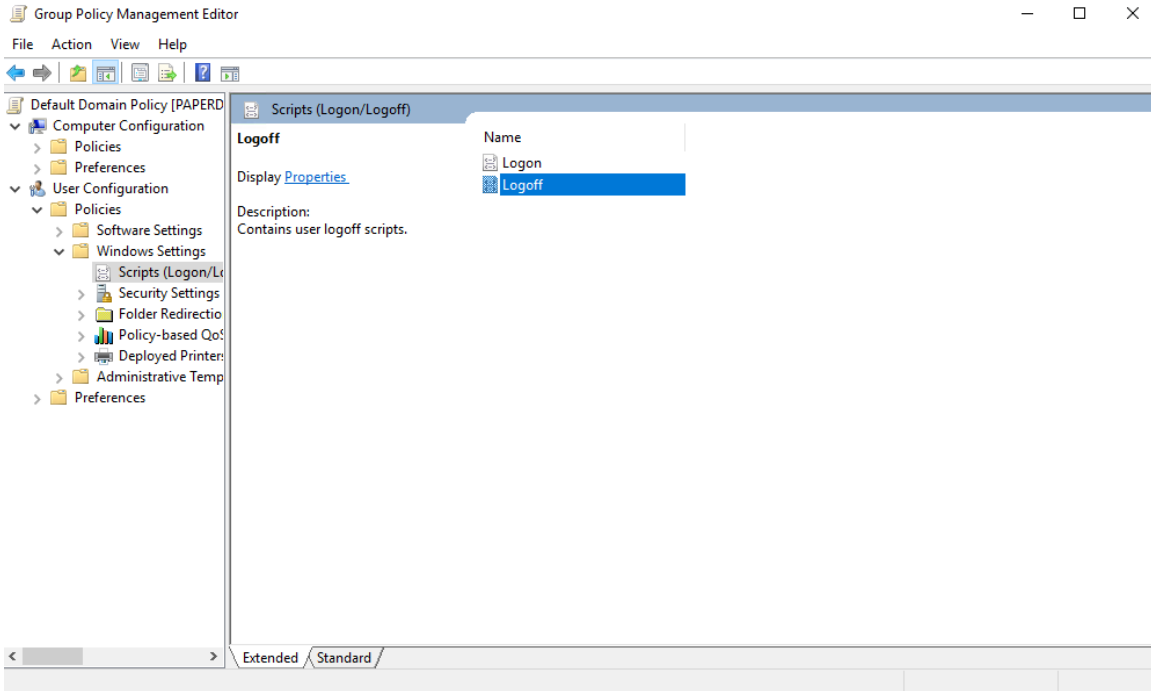 Group Policy Management Editor
File Action View Help
Default Domain Policy [PAPERD
Computer Configuration
Policies
Preferences
User Configuration
Policies
Software Settings
Windows Settings
Scripts (Logon/Lo
Security Settings
Folder Redirectio
Policy-based QoS
Deployed Printers
Administrative Temp
Preferences
Scripts (Logon/Logoff)
Logoff
Display Properties
Description:
Contains user logoff scripts.
Name
Logon
Logoff
Extended Standard